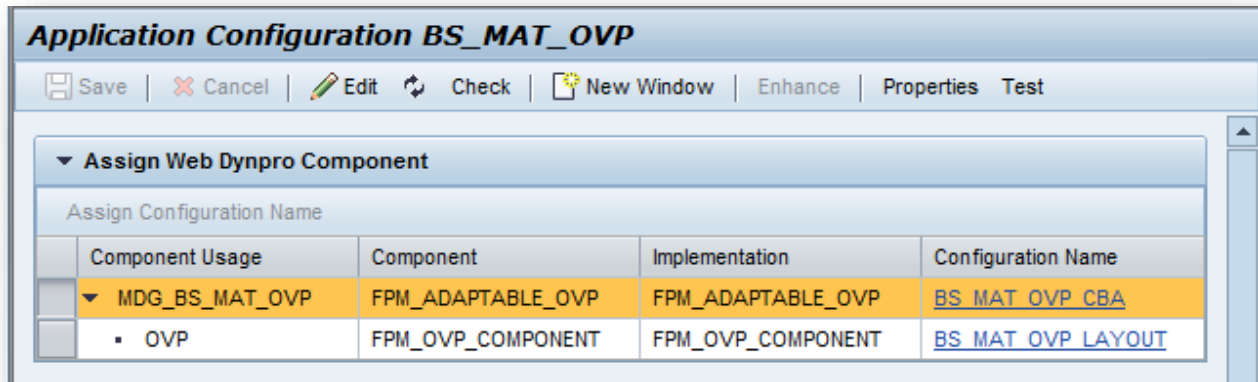 Application Configuration BS_MAT_OVP
Save Cancel Edit Check New Window Enhance Properties Test
Assign Web Dynpro Component
Assign Configuration Name
Component Usage Component Implementation Configuration Name
MDG_BS_MAT_OVP FPM_ADAPTABLE_OVP FPM_ADAPTABLE_OVP BS_MAT_OVP_CBA
OVP FPM_OVP_COMPONENT FPM_OVP_COMPONENT BS_MAT_OVP_LAYOUT